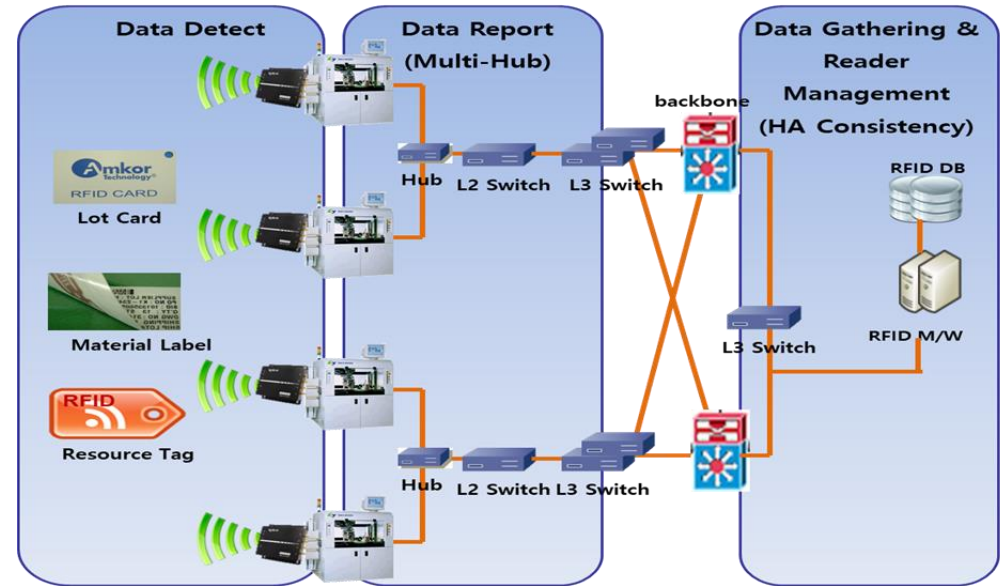 Data Detect
Data Report
(Multi-Hub)
Data Gathering &
Reader
Management
(HA Consistency)
backbone
RFID DB
Amkor
Technology®
RFID CARD
Lot Card
Hub
L2 Switch
L3 Switch
L3 Switch
RFID M/W
Material Label
RFID
Resource Tag
Hub
L2 Switch
L3 Switch